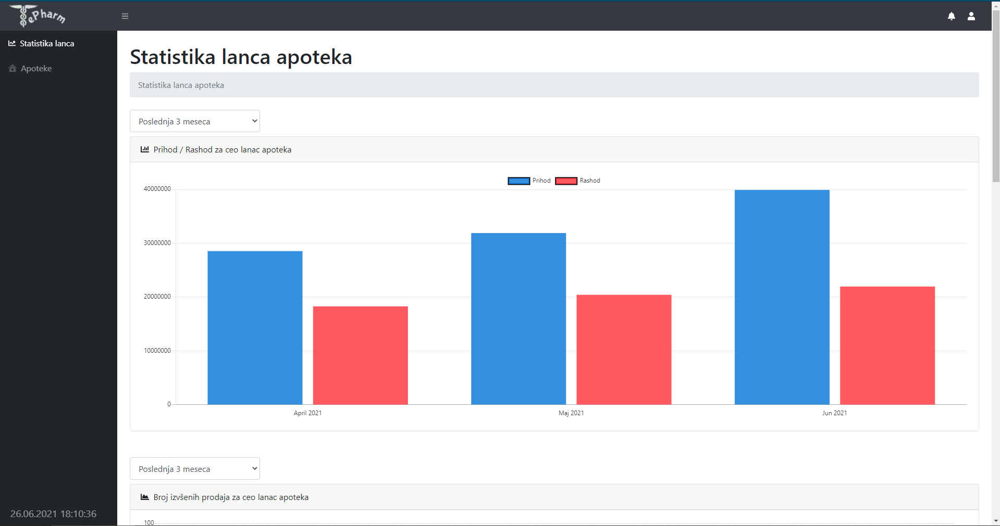 ePharm
Statistika lanca
Apoteke
Statistika lanca apoteka
Statistika lanca apoteka
Poslednja 3 meseca
Prihod / Rashod za ceo lanac apoteka
Prihod Rashod
40000000
30000000
20000000
10000000
0
April 2021 Maj 2021 Jun 2021
Poslednja 3 meseca
Broj izvšenih prodaja za ceo lanac apoteka
100
26.06.2021 18:10:36